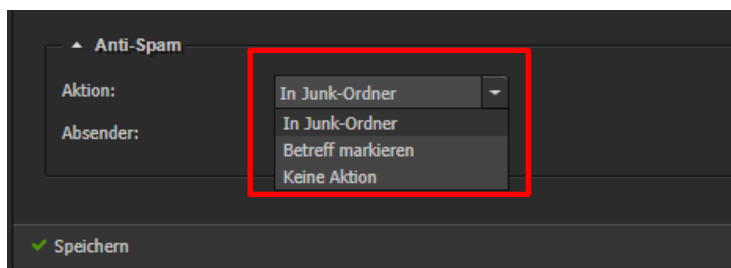 Anti-Spam
Aktion:
In Junk-Ordner
In Junk-Ordner
Absender:
Betreff markieren
Keine Aktion
Speichern